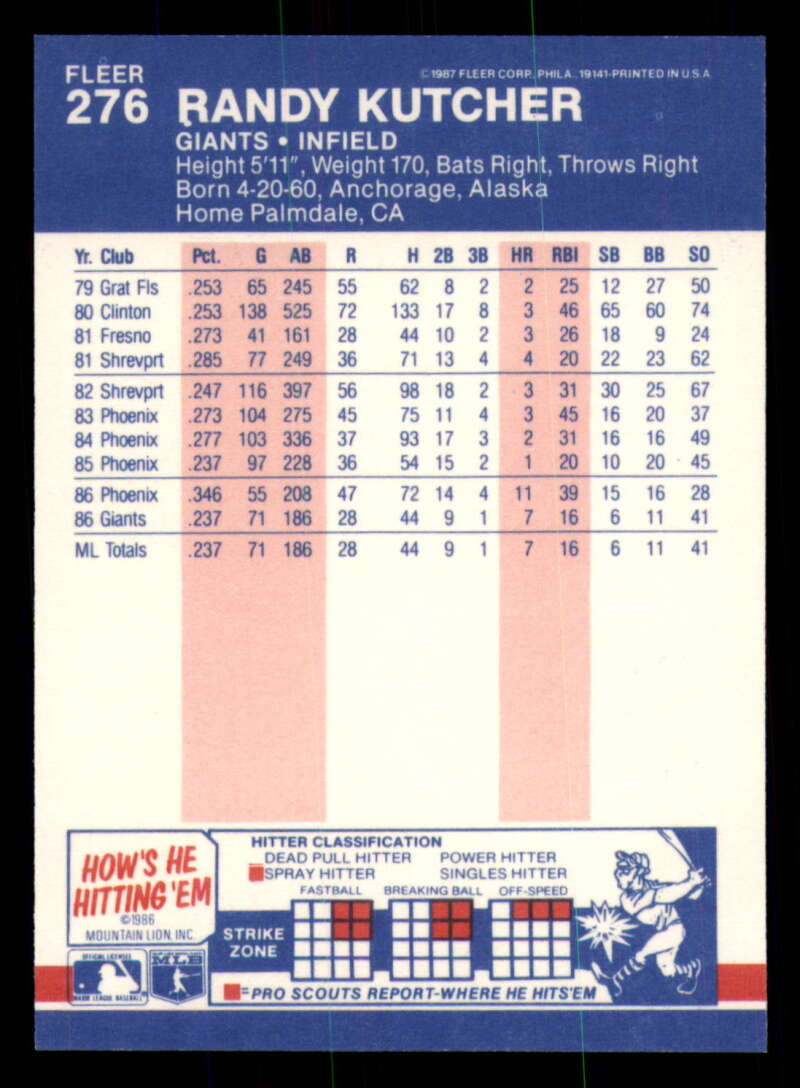 FLEER
©1987 FLEER CORP., PHILA., 19141-PRINTED IN U.S.A
276 RANDY KUTCHER
GIANTS • INFIELD
Height 5'11", Weight 170, Bats Right, Throws Right
Born 4-20-60, Anchorage, Alaska
Home Palmdale, CA
Yr. Club Pct. G AB R H 2B 3B HR RBI SB BB SO
79 Grat Fls .253 65 245 55 62 8 2 2 25 12 27 50
80 Clinton .253 138 525 72 133 17 8 3 46 65 60 74
81 Fresno .273 41 161 28 44 10 2 3 26 18 9 24
81 Shrevprt .285 77 249 36 71 13 4 4 20 22 23 62
82 Shrevprt .247 116 397 56 98 18 2 3 31 30 25 67
83 Phoenix .273 104 275 45 75 11 4 3 45 16 20 37
84 Phoenix .277 103 336 37 93 17 3 2 31 16 16 49
85 Phoenix .237 97 228 36 54 15 2 1 20 10 20 45
86 Phoenix .346 55 208 47 72 14 4 11 39 15 16 28
86 Giants .237 71 186 28 44 9 1 7 16 6 11 41
ML Totals .237 71 186 28 44 9 1 7 16 6 11 41
HOW'S HE
HITTING 'EM
©1986
MOUNTAIN LION, INC
HITTER CLASSIFICATION
DEAD PULL HITTER POWER HITTER
SPRAY HITTER SINGLES HITTER
FASTBALL BREAKING BALL OFF-SPEED
STRIKE
ZONE
=PRO SCOUTS REPORT-WHERE HE HITS'EM
OFFICIAL LICENSEE
MAJOR LEAGUE BASEBALL